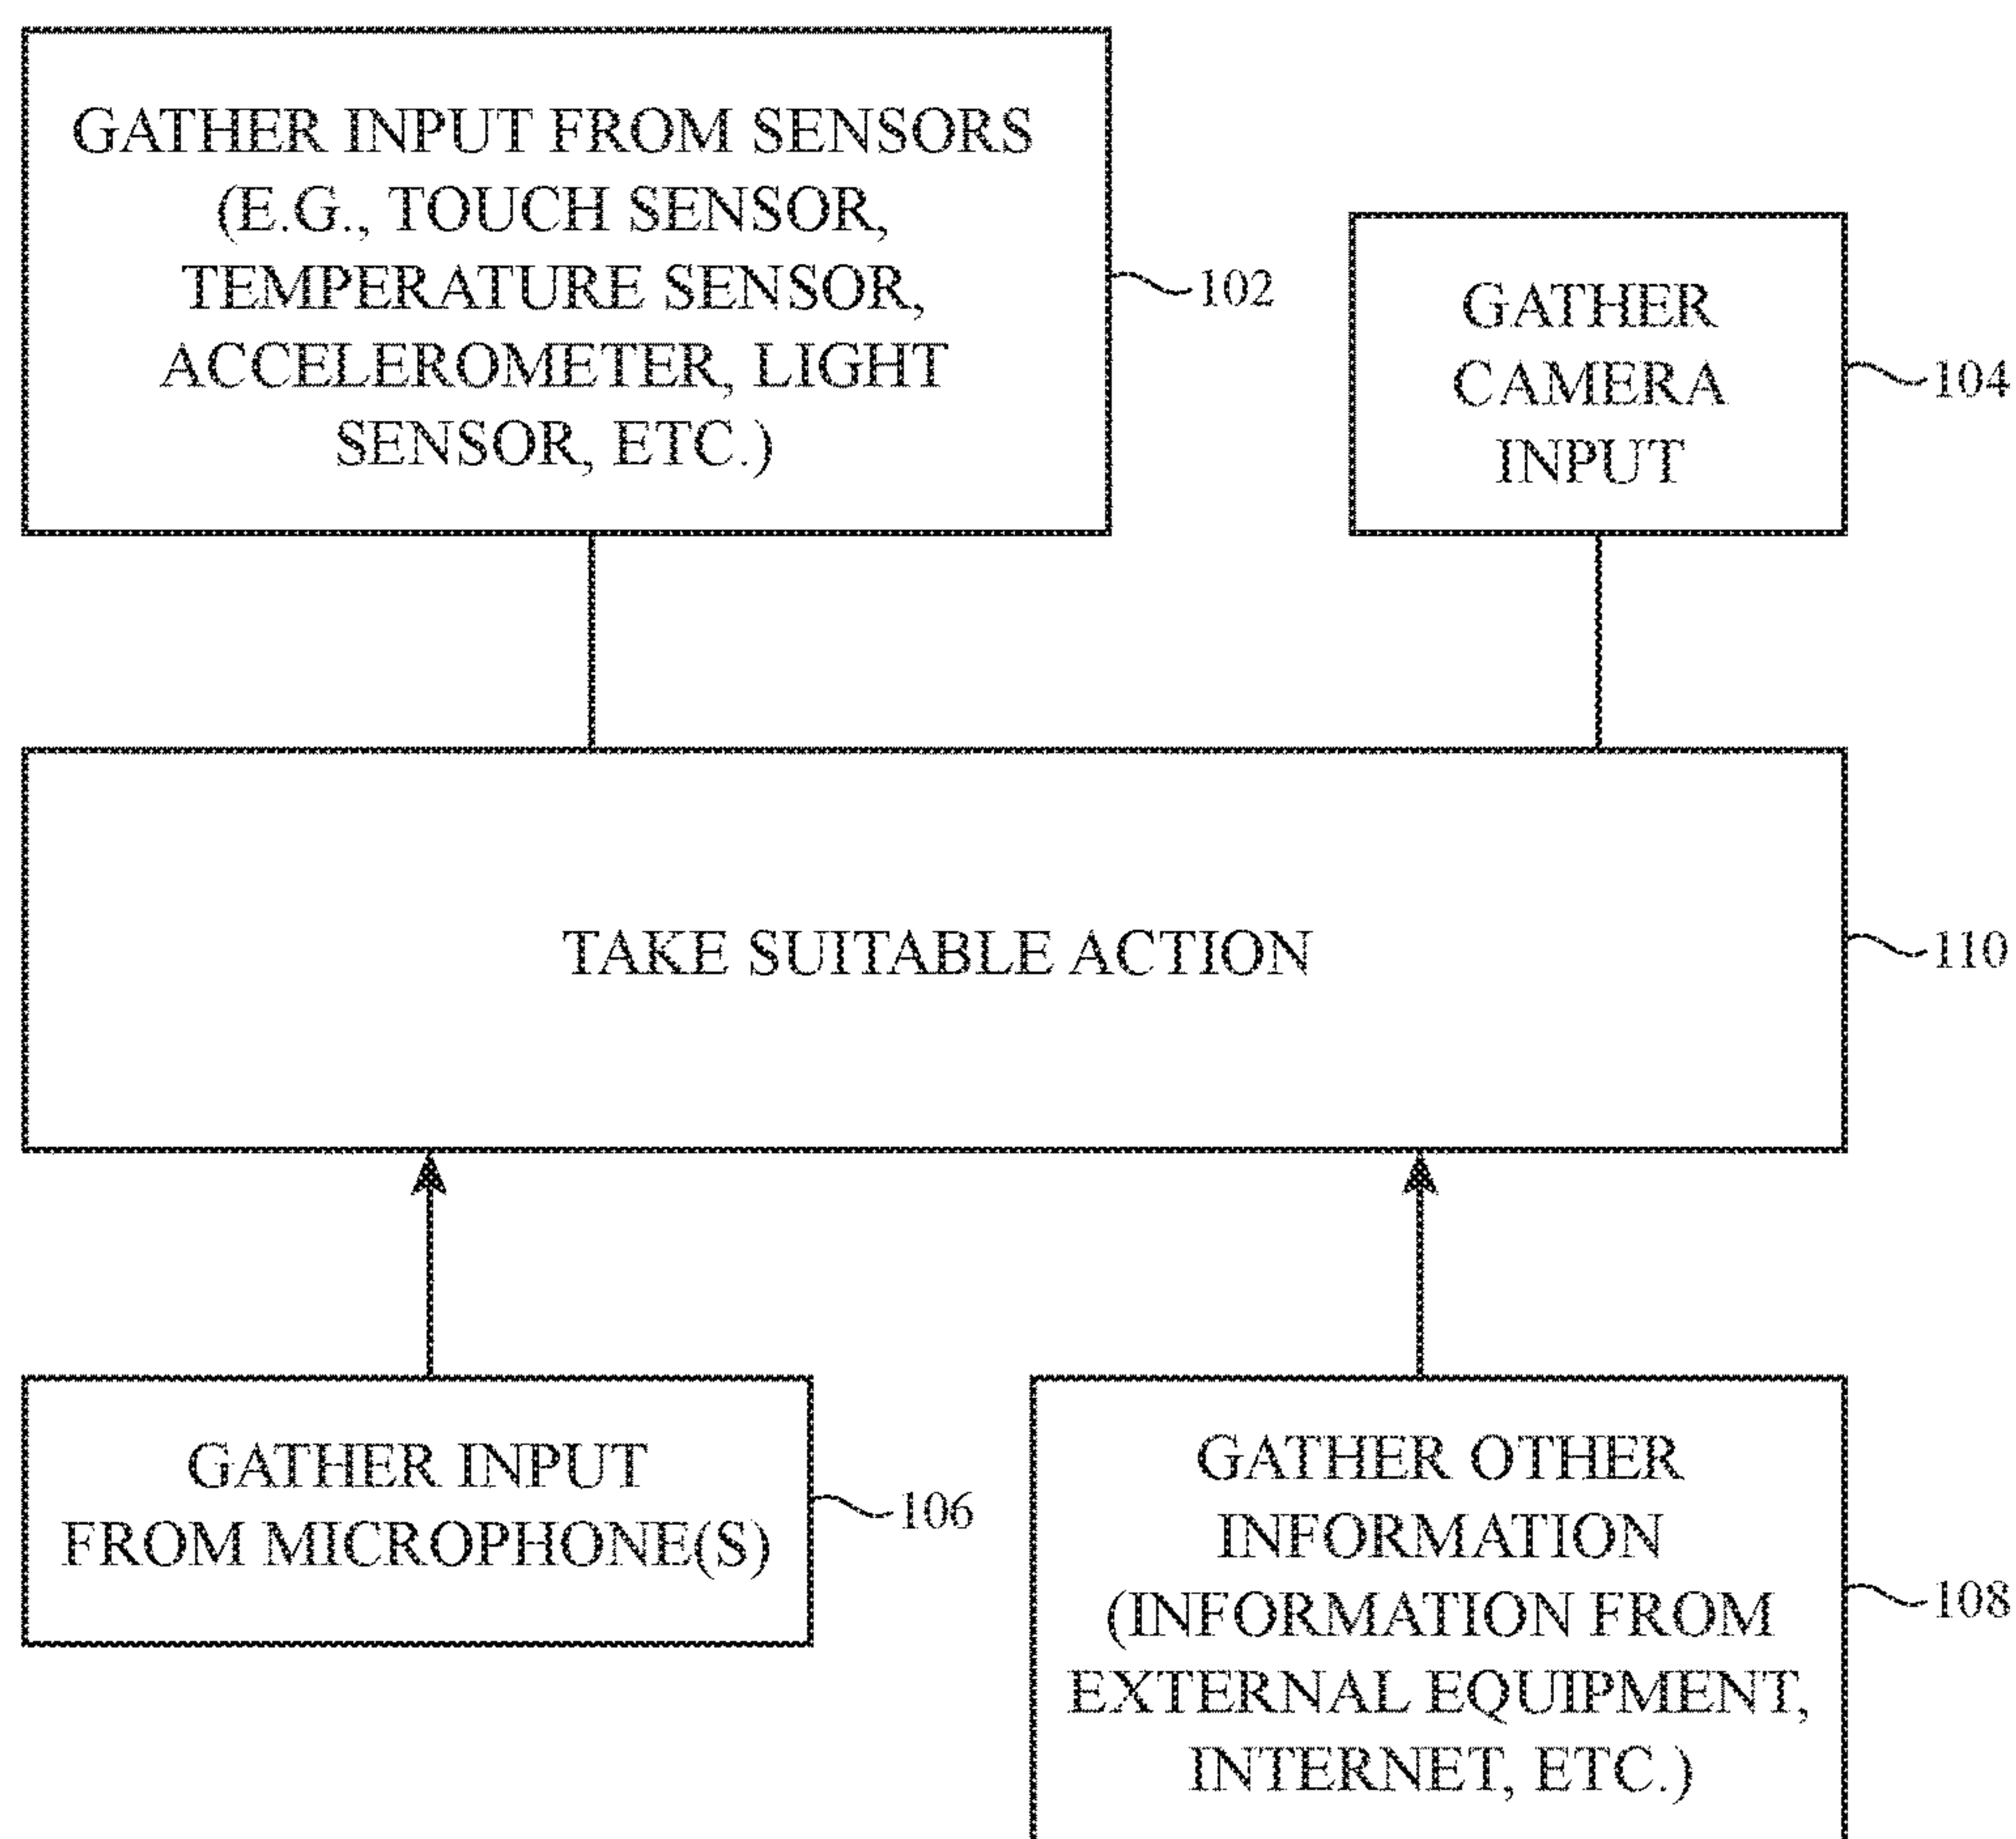 GATHER INPUT FROM SENSORS
(E.G., TOUCH SENSOR,
TEMPERATURE SENSOR,
ACCELEROMETER, LIGHT
SENSOR, ETC.)
102
GATHER
CAMERA
INPUT
104
TAKE SUITABLE ACTION
110
GATHER INPUT
FROM MICROPHONE(S)
106
GATHER OTHER
INFORMATION
(INFORMATION FROM
EXTERNAL EQUIPMENT,
INTERNET, ETC.)
108